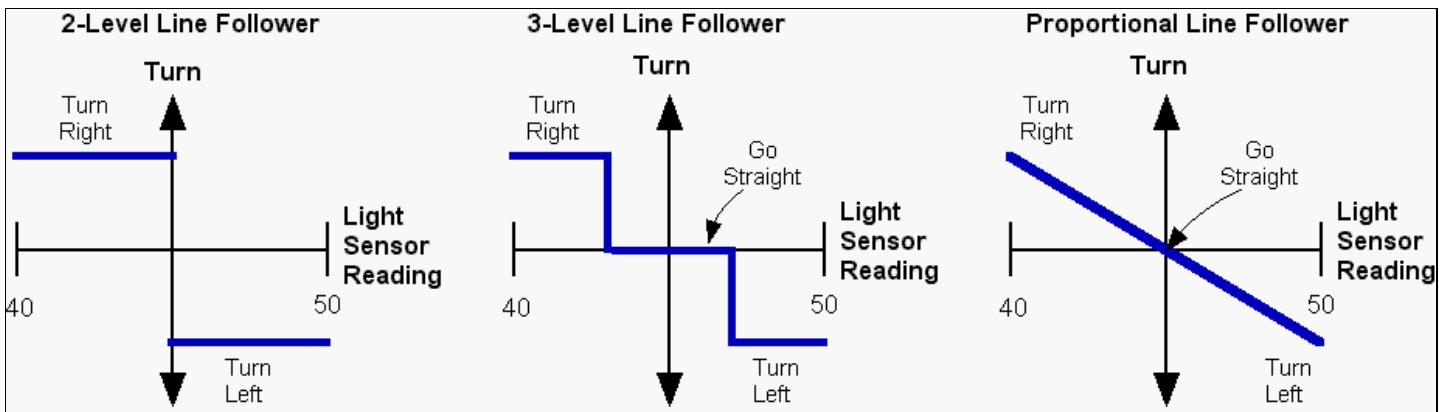 2-Level Line Follower
Turn
Turn
Right
Light
Sensor
Reading
40
50
Turn
Left
3-Level Line Follower
Turn
Turn
Right
Go
Straight
Light
Sensor
Reading
40
50
Turn
Left
Proportional Line Follower
Turn
Turn
Right
Go
Straight
Light
Sensor
Reading
40
50
Turn
Left